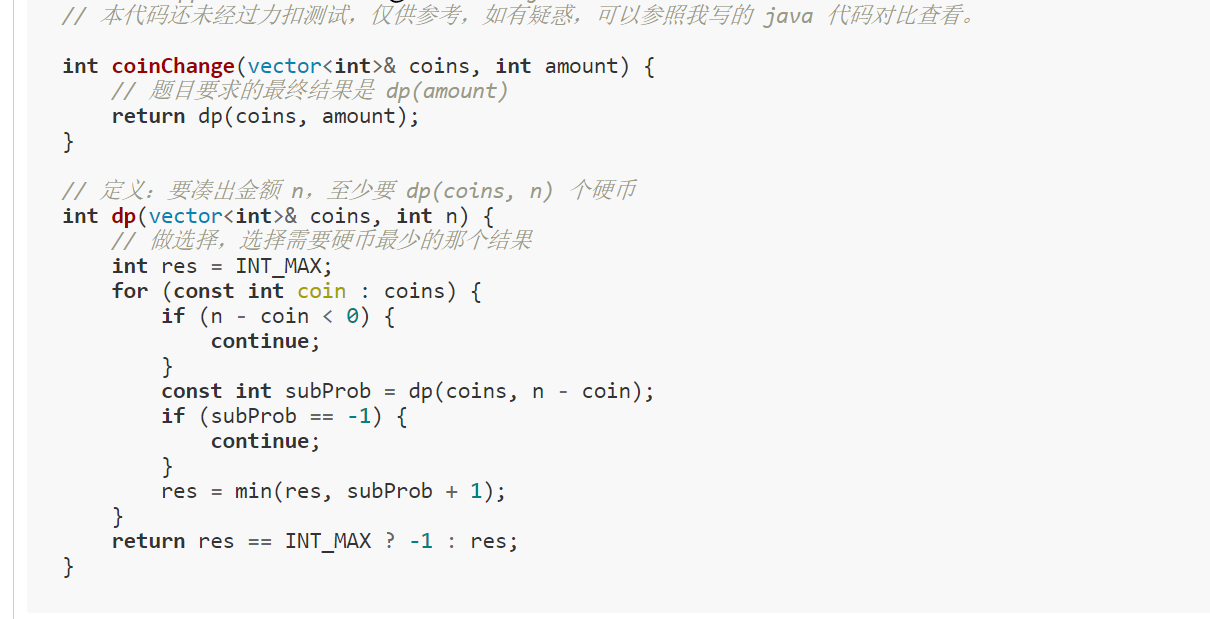 // 本代码还未经过力扣测试，仅供参考，如有疑惑，可以参照我写的 java 代码对比查看。
int coinChange(vector<int>& coins, int amount) {
    // 题目要求的最终结果是 dp(amount)
    return dp(coins, amount);
}
// 定义：要凑出金额 n，至少要 dp(coins, n) 个硬币
int dp(vector<int>& coins, int n) {
    // 做选择，选择需要硬币最少的那个结果
    int res = INT_MAX;
    for (const int coin : coins) {
        if (n - coin < 0) {
            continue;
        }
        const int subProb = dp(coins, n - coin);
        if (subProb == -1) {
            continue;
        }
        res = min(res, subProb + 1);
    }
    return res == INT_MAX ? -1 : res;
}